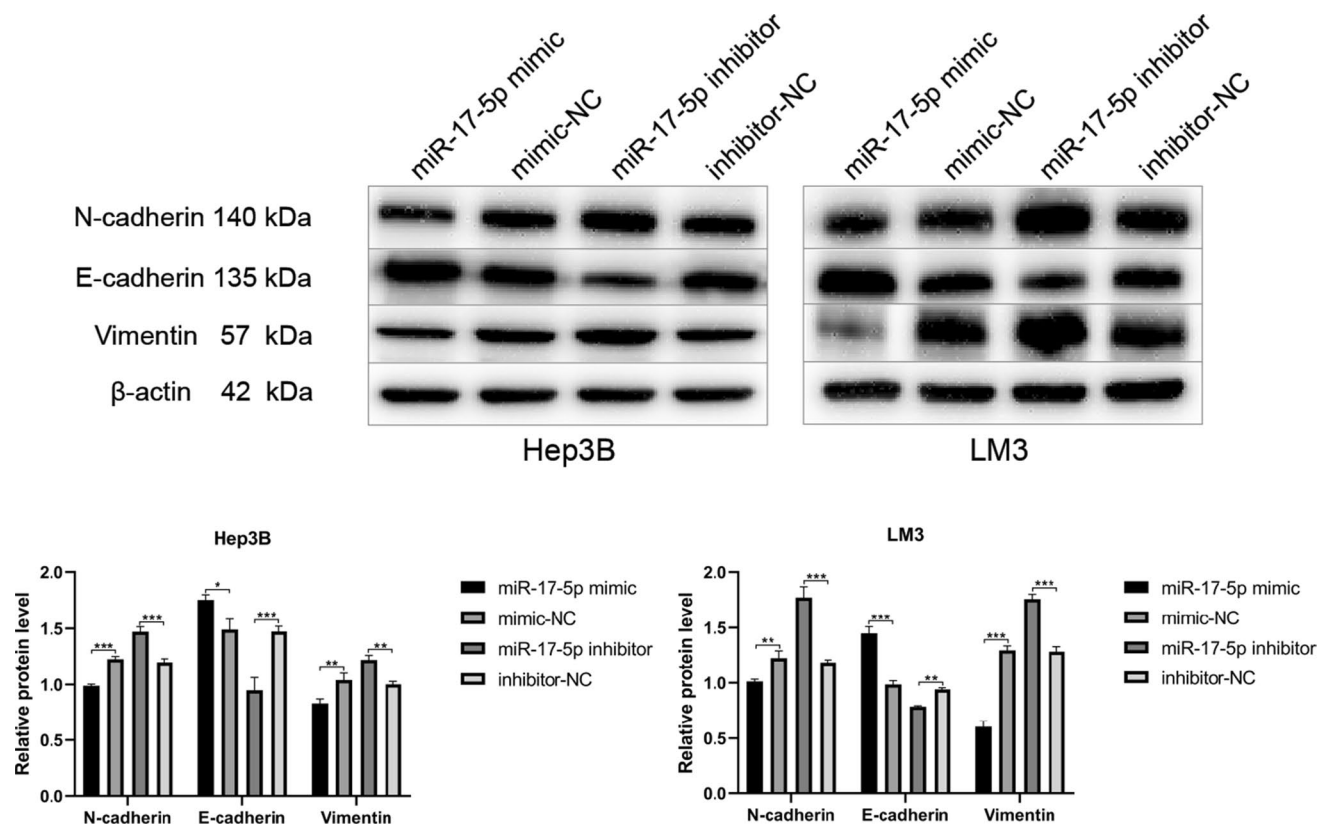 miR-17-5p mimic
mimic-NC
miR-17-5p inhibitor
inhibitor-NC
miR-17-5p mimic
mimic-NC
miR-17-5p inhibitor
inhibitor-NC
N-cadherin 140 kDa
E-cadherin 135 kDa
Vimentin 57 kDa
β-actin 42 kDa
Hep3B
LM3
Hep3B
Relative protein level
2.0
1.5
1.0
0.5
0.0
***
***
*
***
**
**
N-cadherin
E-cadherin
Vimentin
miR-17-5p mimic
mimic-NC
miR-17-5p inhibitor
inhibitor-NC
LM3
Relative protein level
2.0
1.5
1.0
0.5
0.0
**
***
***
**
***
***
N-cadherin
E-cadherin
Vimentin
miR-17-5p mimic
mimic-NC
miR-17-5p inhibitor
inhibitor-NC